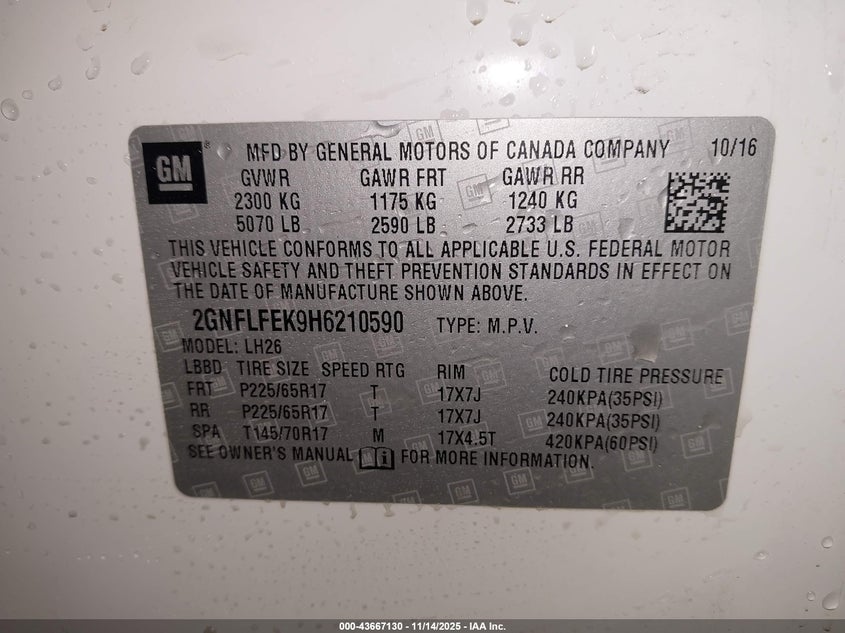 GM ® MFD BY GENERAL MOTORS OF CANADA COMPANY 10/16
GVWR GAWR FRT GAWR RR
2300 KG 1175 KG 1240 KG
5070 LB 2590 LB 2733 LB
THIS VEHICLE CONFORMS TO ALL APPLICABLE U.S. FEDERAL MOTOR
VEHICLE SAFETY AND THEFT PREVENTION STANDARDS IN EFFECT ON
THE DATE OF MANUFACTURE SHOWN ABOVE.
2GNFLFEK9H6210590 TYPE: M.P.V.
MODEL: LH26
LBBD TIRE SIZE SPEED RTG RIM COLD TIRE PRESSURE
FRT P225/65R17 T 17X7J 240KPA(35PSI)
RR P225/65R17 T 17X7J 240KPA(35PSI)
SPA T145/70R17 M 17X4.5T 420KPA(60PSI)
SEE OWNER'S MANUAL i FOR MORE INFORMATION.
000-43667130 - 11/14/2025 - IAA Inc.